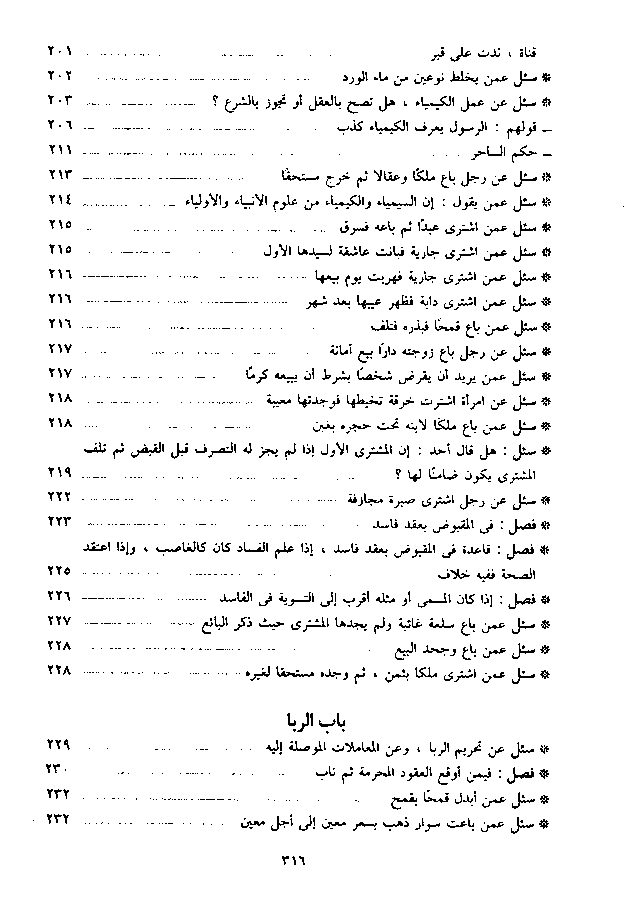 قناة ، ندت على قبر ٢٠١
* سئل عمن يخلط نوعين من ماء الورد ٢٠٢
* سئل عن عمل الكيمياء ، هل تصح بالعقل أو تجوز بالشرع ؟ ٢٠٣
ــ قولهم : الرسول يعرف الكيمياء كذب ٢٠٦
ــ حكم الساحر ٢١١
* سئل عن رجل باع ملكًا وعقالا ثم خرج مستحقًا ٢١٣
* سئل عمن يقول : إن السيمياء والكيمياء من علوم الأنبياء والأولياء ٢١٤
* سئل عمن اشترى عبدًا ثم باعه فسرق ٢١٥
* سئل عمن اشترى جارية فبانت عاشقة لسيدها الأول ٢١٥
* سئل عمن اشترى جارية فهربت يوم بيعها ٢١٦
* سئل عمن اشترى دابة فظهر عيبها بعد شهر ٢١٦
* سئل عمن باع قمحًا فبذره فتلف ٢١٦
* سئل عن رجل باع زوجته دارًا بيع أمانة ٢١٧
* سئل عمن يريد أن يقرض شخصًا بشرط أن يبيعه كرمًا ٢١٧
* سئل عن امرأة اشترت خرقة تخيطها فوجدتها معيبة ٢١٨
* سئل عمن باع ملكًا لابنه تحت حجره بغبن ٢١٨
* سئل : هل قال أحد : إن المشترى الأول إذا لم يجز له التصرف قبل القبض ثم تلف
المشترى يكون ضامنًا لها ؟ ٢١٩
* سئل عن رجل اشترى صبرة مجازفة ٢٢٢
* فصل : فى المقبوض بعقد فاسد ٢٢٣
* فصل : قاعدة فى المقبوض بعقد فاسد ، إذا علم الفساد كان كالغاصب ، وإذا اعتقد
الصحة ففيه خلاف ٢٢٥
* فصل : إذا كان المسمى أو مثله أقرب إلى التسوية فى الفاسد ٢٢٦
* سئل عمن باع سلعة غائبة ولم يجدها المشترى حيث ذكر البائع ٢٢٧
* سئل عمن باع وجحد البيع ٢٢٨
* سئل عمن اشترى ملكا بثمن ، ثم وجده مستحقا لغيره ٢٢٨
باب الربا
* سئل عن تحريم الربا ، وعن المعاملات الموصلة إليه ٢٢٩
* فصل : فيمن أوقع العقود المحرمة ثم تاب ٢٣٠
* سئل عمن أبدل قمحًا بقمح ٢٣٢
* سئل عمن باعت سوار ذهب بسعر معين إلى أجل معين ٢٣٢
٣١٦